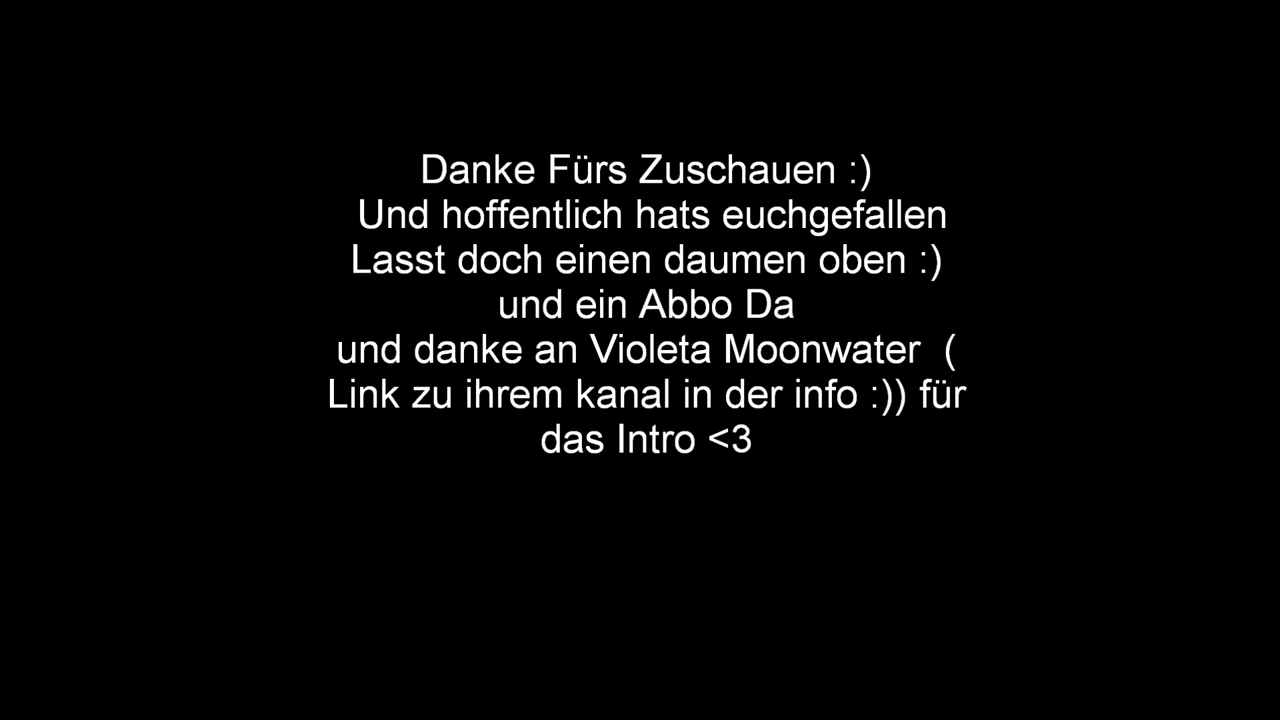 Danke Fürs Zuschauen :)
Und hoffentlich hats euchgefallen
Lasst doch einen daumen oben :)
und ein Abbo Da
und danke an Violeta Moonwater  (
Link zu ihrem kanal in der info :)) für
das Intro <3